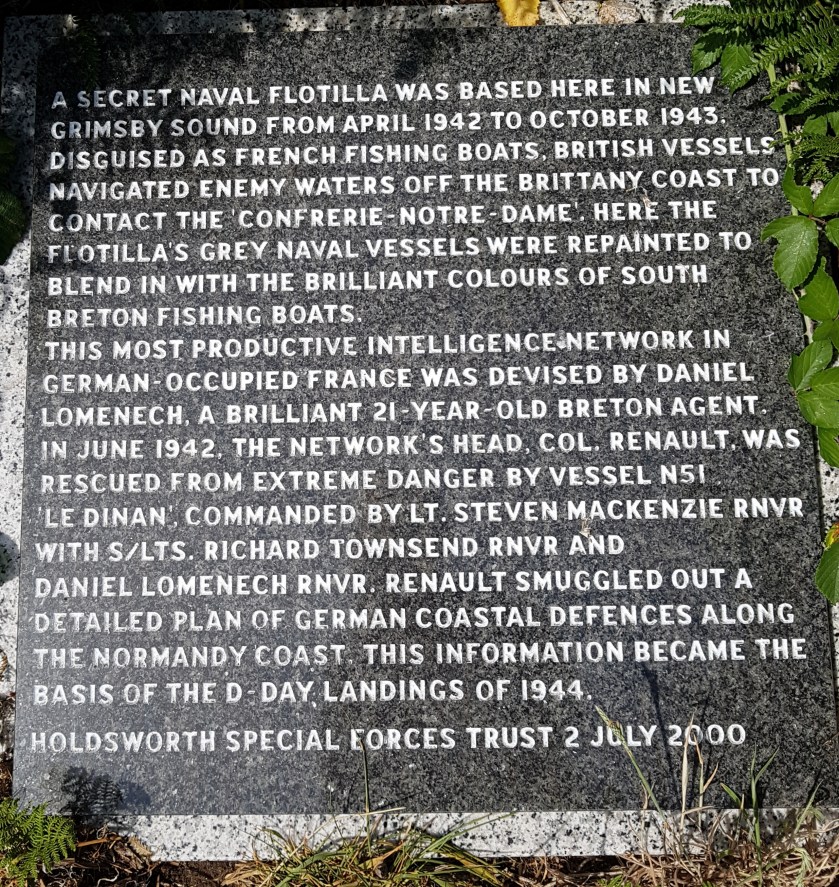 A SECRET NAVAL FLOTILLA WAS BASED HERE IN NEW
GRIMSBY SOUND FROM APRIL 1942 TO OCTOBER 1943.
DISGUISED AS FRENCH FISHING BOATS, BRITISH VESSELS
NAVIGATED ENEMY WATERS OFF THE BRITTANY COAST TO
CONTACT THE 'CONFRERIE-NOTRE-DAME'. HERE THE
FLOTILLA'S GREY NAVAL VESSELS WERE REPAINTED TO
BLEND IN WITH THE BRILLIANT COLOURS OF SOUTH
BRETON FISHING BOATS.
THIS MOST PRODUCTIVE INTELLIGENCE NETWORK IN
GERMAN-OCCUPIED FRANCE WAS DEVISED BY DANIEL
LOMENECH, A BRILLIANT 21-YEAR-OLD BRETON AGENT.
IN JUNE 1942, THE NETWORK'S HEAD, COL. RENAULT, WAS
RESCUED FROM EXTREME DANGER BY VESSEL N51
'LE DINAN', COMMANDED BY LT. STEVEN MACKENZIE RNVR
WITH S/LTS. RICHARD TOWNSEND RNVR AND
DANIEL LOMENECH RNVR. RENAULT SMUGGLED OUT A
DETAILED PLAN OF GERMAN COASTAL DEFENCES ALONG
THE NORMANDY COAST. THIS INFORMATION BECAME THE
BASIS OF THE D-DAY LANDINGS OF 1944.
HOLDSWORTH SPECIAL FORCES TRUST 2 JULY 2000